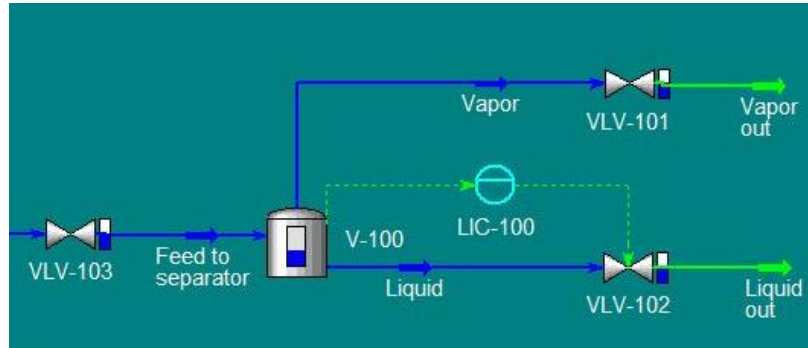 Vapor
VLV-101
Vapor
out
LIC-100
V-100
VLV-103
Feed to
separator
Liquid
VLV-102
Liquid
out